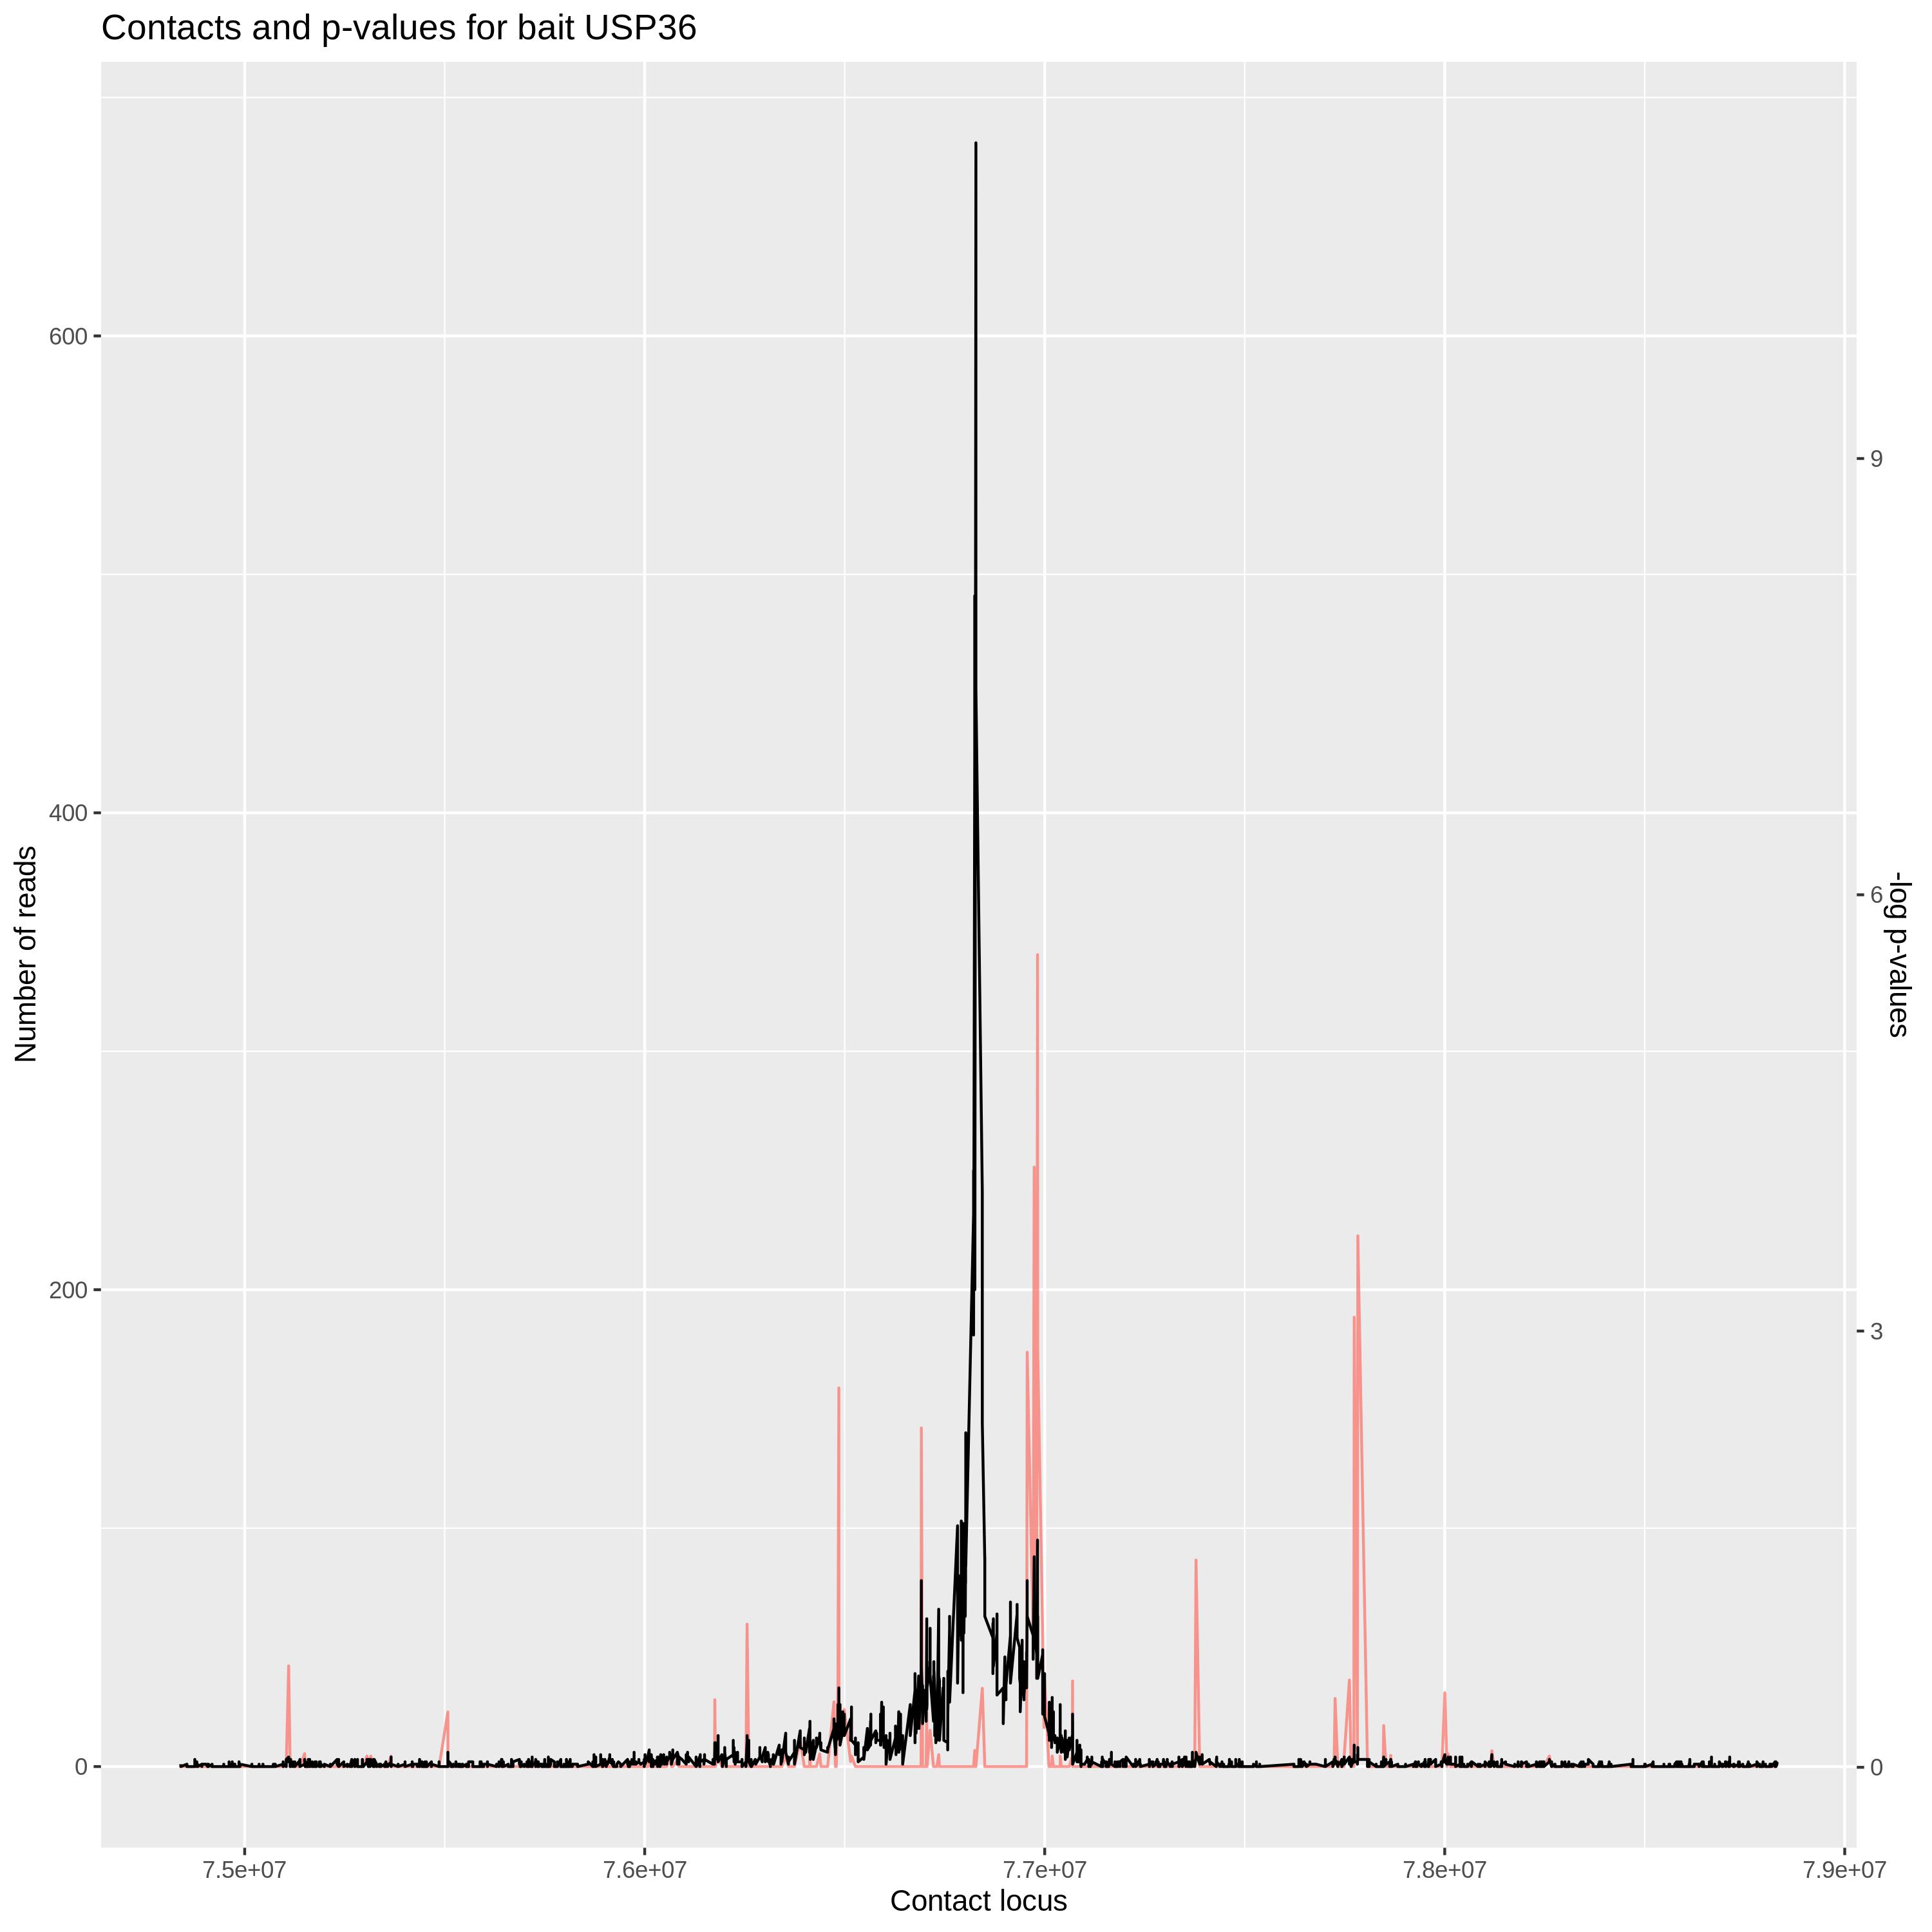 Contacts and p-values for bait USP36
600
400
200
0
Number of reads
9
6
3
0
-log p-values
7.5e+07
7.6e+07
7.7e+07
7.8e+07
7.9e+07
Contact locus